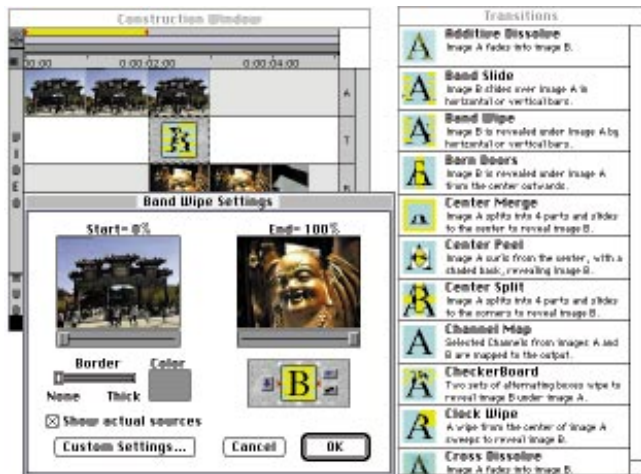 Construction Window
00:00
0:00:02:00
0:00:04:00
A
T
B
VIDEO
Band Wipe Settings
Start= 0%
End= 100%
Border
Color
None
Thick
B
Show actual sources
Custom Settings...
Cancel
OK
Transitions
Additive Dissolve
Image A fades into image B.
Band Slide
Image B slides over Image A in
horizontal or vertical bars.
Band Wipe
Image B is revealed under Image A by
horizontal or vertical bars.
Barn Doors
Image B is revealed under Image A
from the center outwards.
Center Merge
Image A splits into 4 parts and slides
to the center to reveal image B.
Center Peel
Image A curls from the center, with a
shaded back, revealing Image B.
Center Split
Image A splits into 4 parts and slides
to the corners to reveal image B.
Channel Map
Selected Channels from images A and
B are mapped to the output.
CheckerBoard
Two sets of alternating boxes wipe to
reveal image B under image A.
Clock Wipe
A wipe from the center of image A
sweeps to reveal image B.
Cross Dissolve
Image A fades into image B.